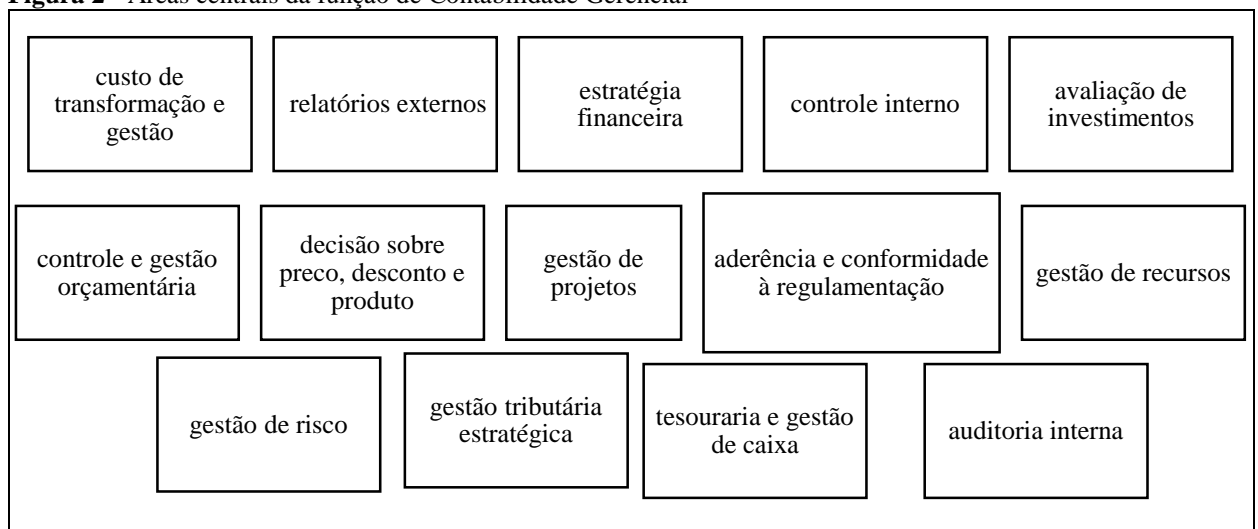 Figura 2 - Áreas centrais da função de Contabilidade Gerencial
custo de
transformação e
gestão
relatórios externos
estratégia
financeira
controle interno
avaliação de
investimentos
controle e gestão
orçamentária
decisão sobre
preco, desconto e
produto
gestão de
projetos
aderência e conformidade
à regulamentação
gestão de recursos
gestão de risco
gestão tributária
estratégica
tesouraria e gestão
de caixa
auditoria interna